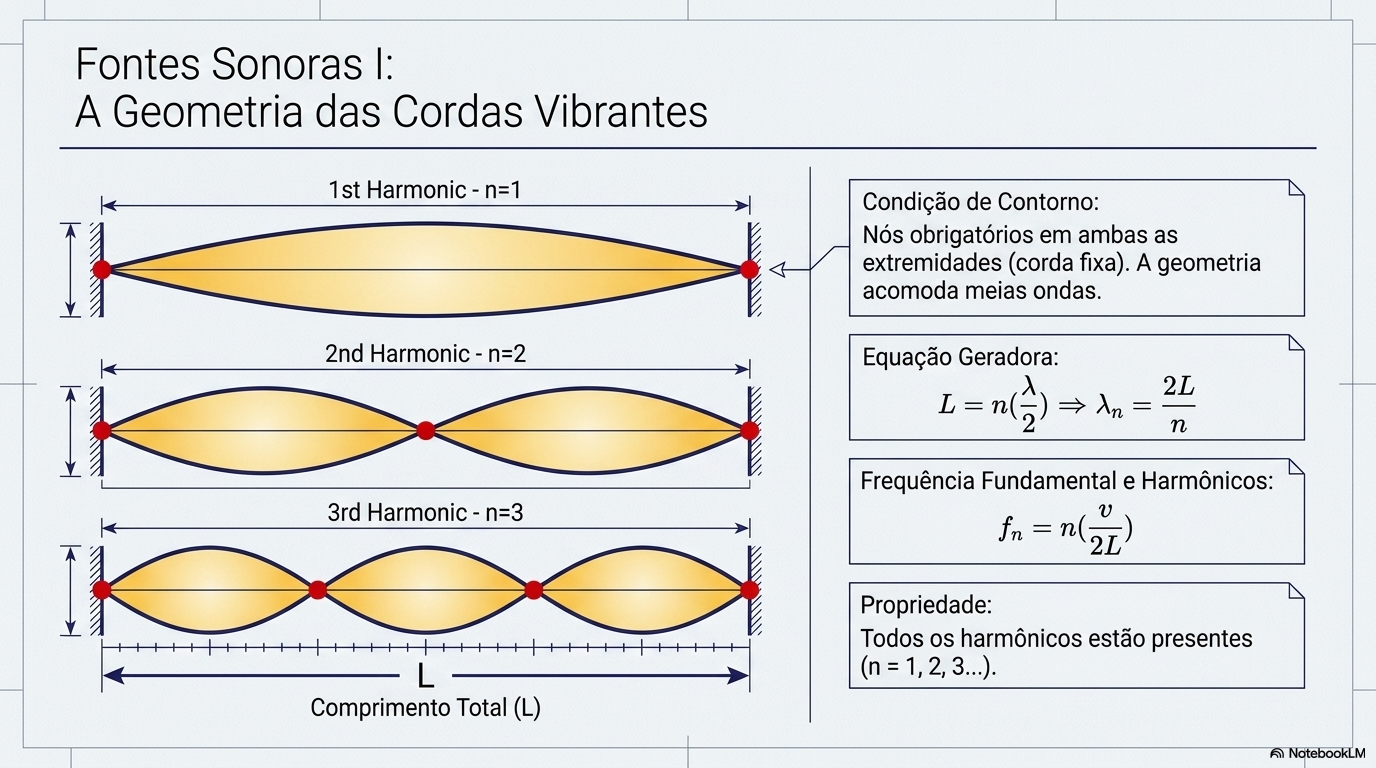 Fontes Sonoras I:
A Geometria das Cordas Vibrantes
1st Harmonic - n=1
2nd Harmonic - n=2
3rd Harmonic - n=3
L
Comprimento Total (L)
Condição de Contorno:
Nós obrigatórios em ambas as
extremidades (corda fixa). A geometria
acomoda meias ondas.
Equação Geradora:
L = n(λ/2) ⇒ λₙ = 2L/n
Frequência Fundamental e Harmônicos:
fₙ = n(v/2L)
Propriedade:
Todos os harmônicos estão presentes
(n = 1, 2, 3...).
NotebookLM